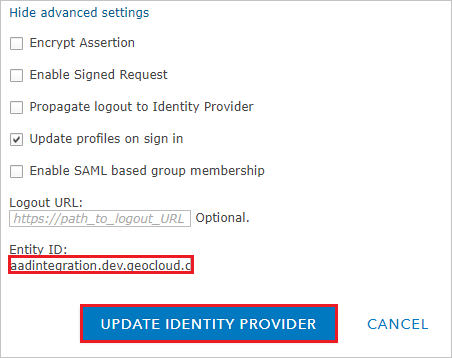 Hide advanced settings
Encrypt Assertion
Enable Signed Request
Propagate logout to Identity Provider
Update profiles on sign in
Enable SAML based group membership
Logout URL:
https://path_to_logout_URL Optional.
Entity ID:
aadintegration.dev.geocloud.c
UPDATE IDENTITY PROVIDER CANCEL